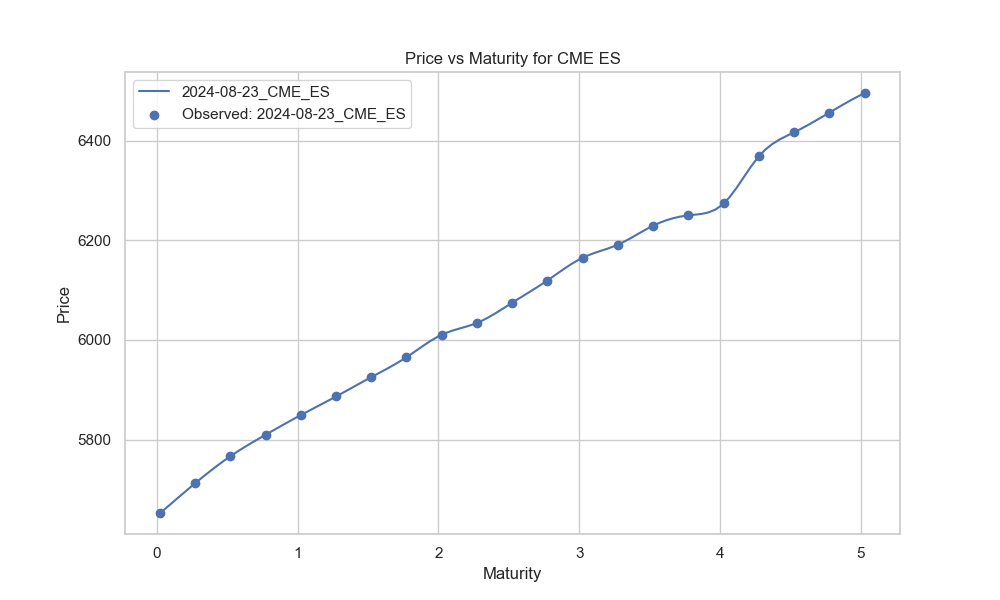 Price vs Maturity for CME ES
2024-08-23_CME_ES
Observed: 2024-08-23_CME_ES
6400
6200
6000
5800
Price
0 1 2 3 4 5
Maturity